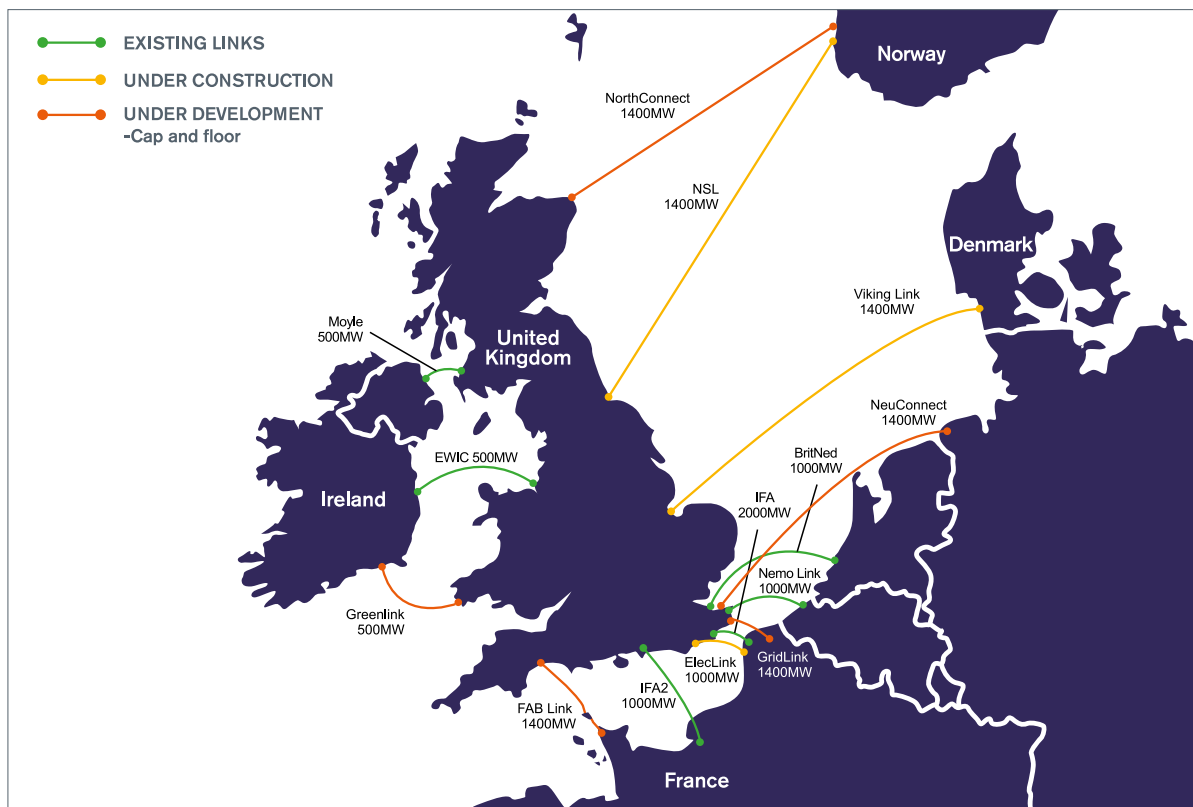 EXISTING LINKS
UNDER CONSTRUCTION
UNDER DEVELOPMENT
-Cap and floor
Norway
NorthConnect
1400MW
NSL
1400MW
Denmark
Viking Link
1400MW
Moyle
500MW
United
Kingdom
NeuConnect
1400MW
BritNed
1000MW
EWIC 500MW
IFA
2000MW
Ireland
Nemo Link
1000MW
Greenlink
500MW
ElecLink
1000MW
GridLink
1400MW
IFA2
1000MW
FAB Link
1400MW
France